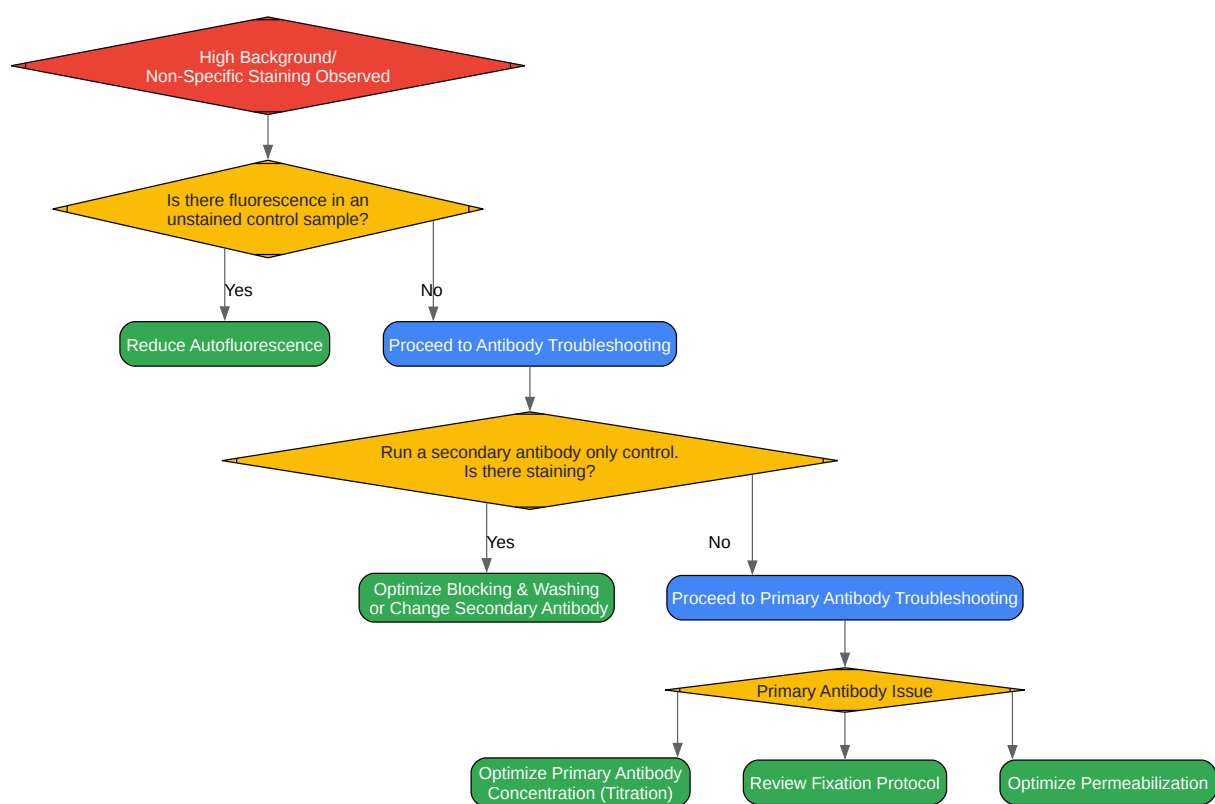 High Background/
Non-Specific Staining Observed
Is there fluorescence in an
unstained control sample?
Yes
No
Reduce Autofluorescence
Proceed to Antibody Troubleshooting
Run a secondary antibody only control.
Is there staining?
Yes
No
Optimize Blocking & Washing
or Change Secondary Antibody
Proceed to Primary Antibody Troubleshooting
Primary Antibody Issue
Optimize Primary Antibody
Concentration (Titration)
Review Fixation Protocol
Optimize Permeabilization